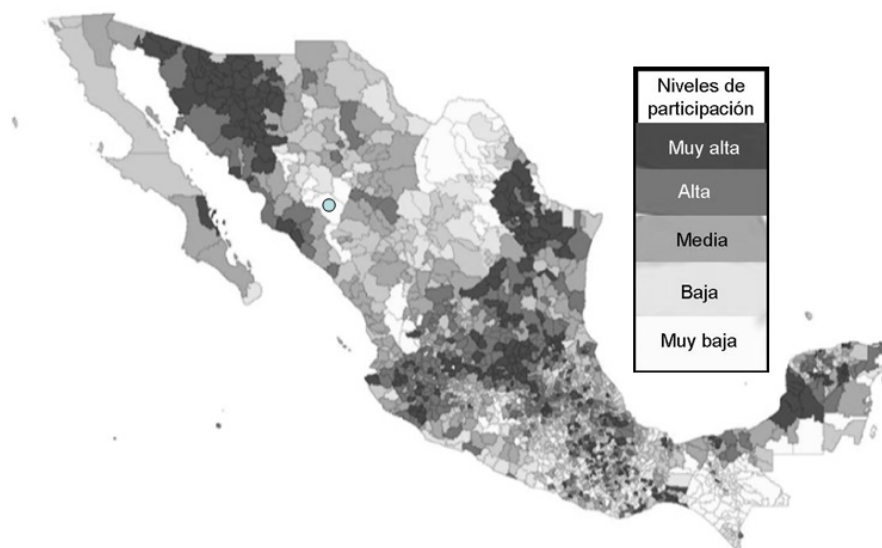 Niveles de
participación
Muy alta
Alta
Media
Baja
Muy baja